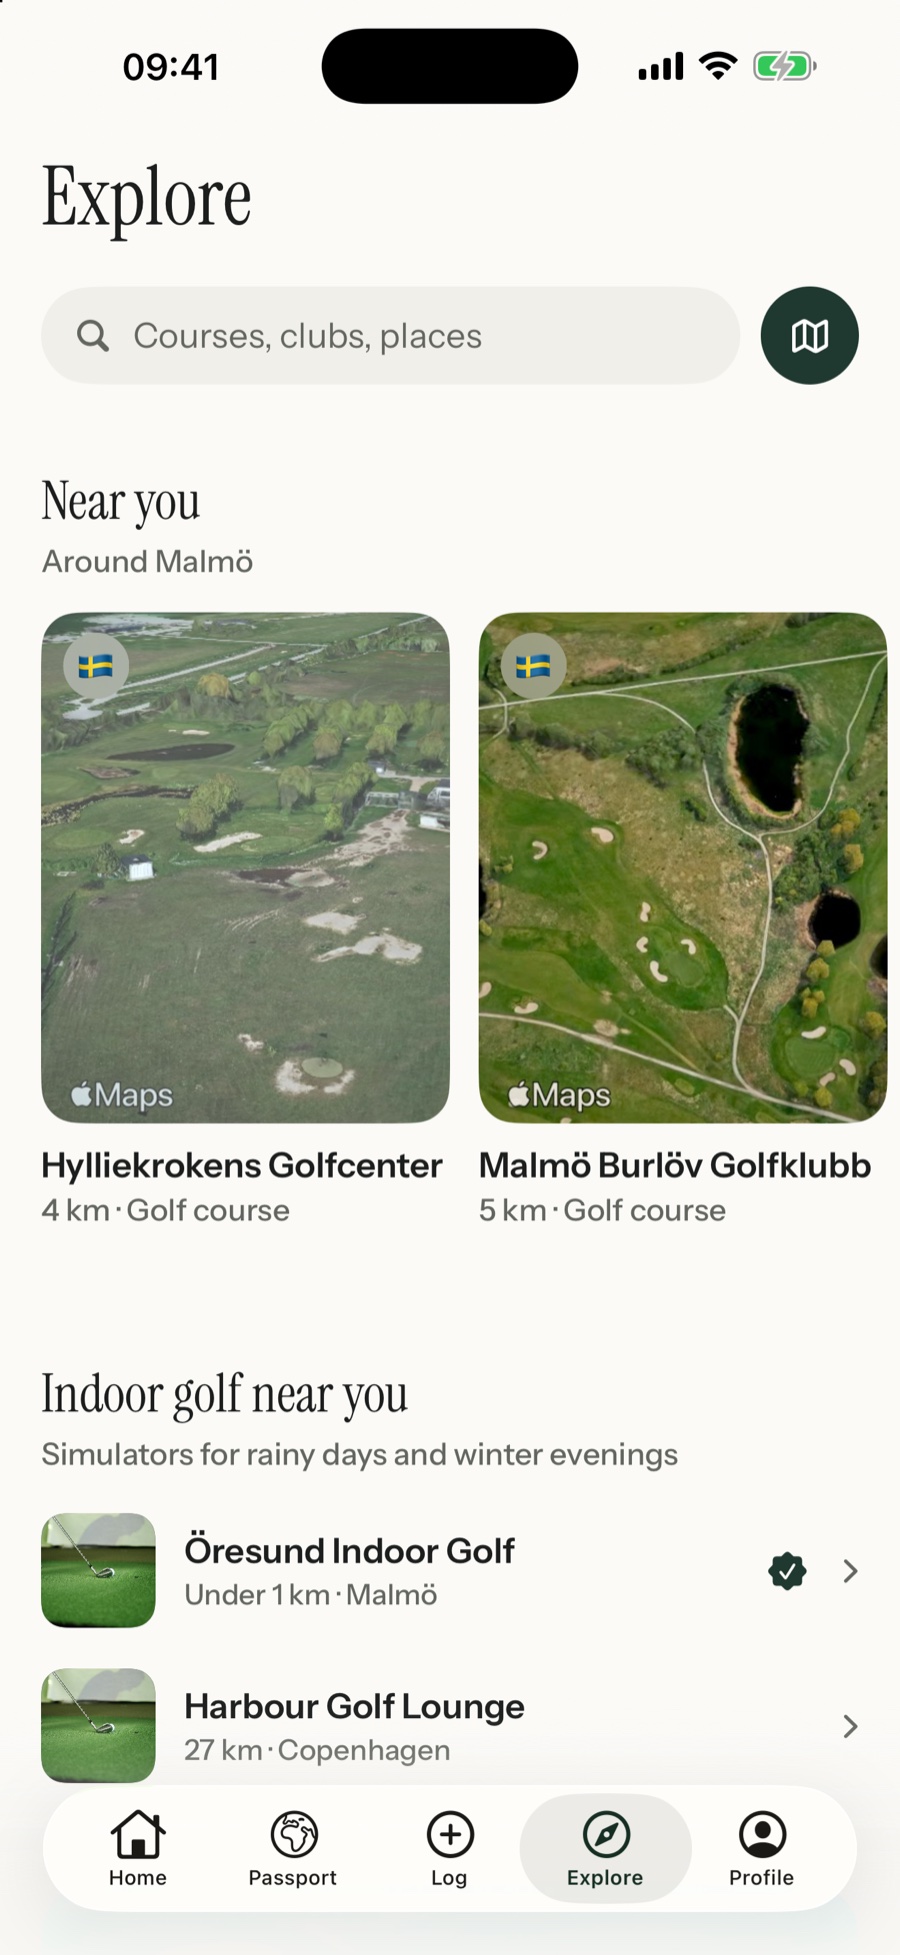 09:41
Explore
Courses, clubs, places
Near you
Around Malmö
Maps
Maps
Hylliekrokens Golfcenter
4 km · Golf course
Malmö Burlöv Golfklubb
5 km · Golf course
Indoor golf near you
Simulators for rainy days and winter evenings
Öresund Indoor Golf
Under 1 km · Malmö
Harbour Golf Lounge
27 km · Copenhagen
Home
Passport
Log
Explore
Profile